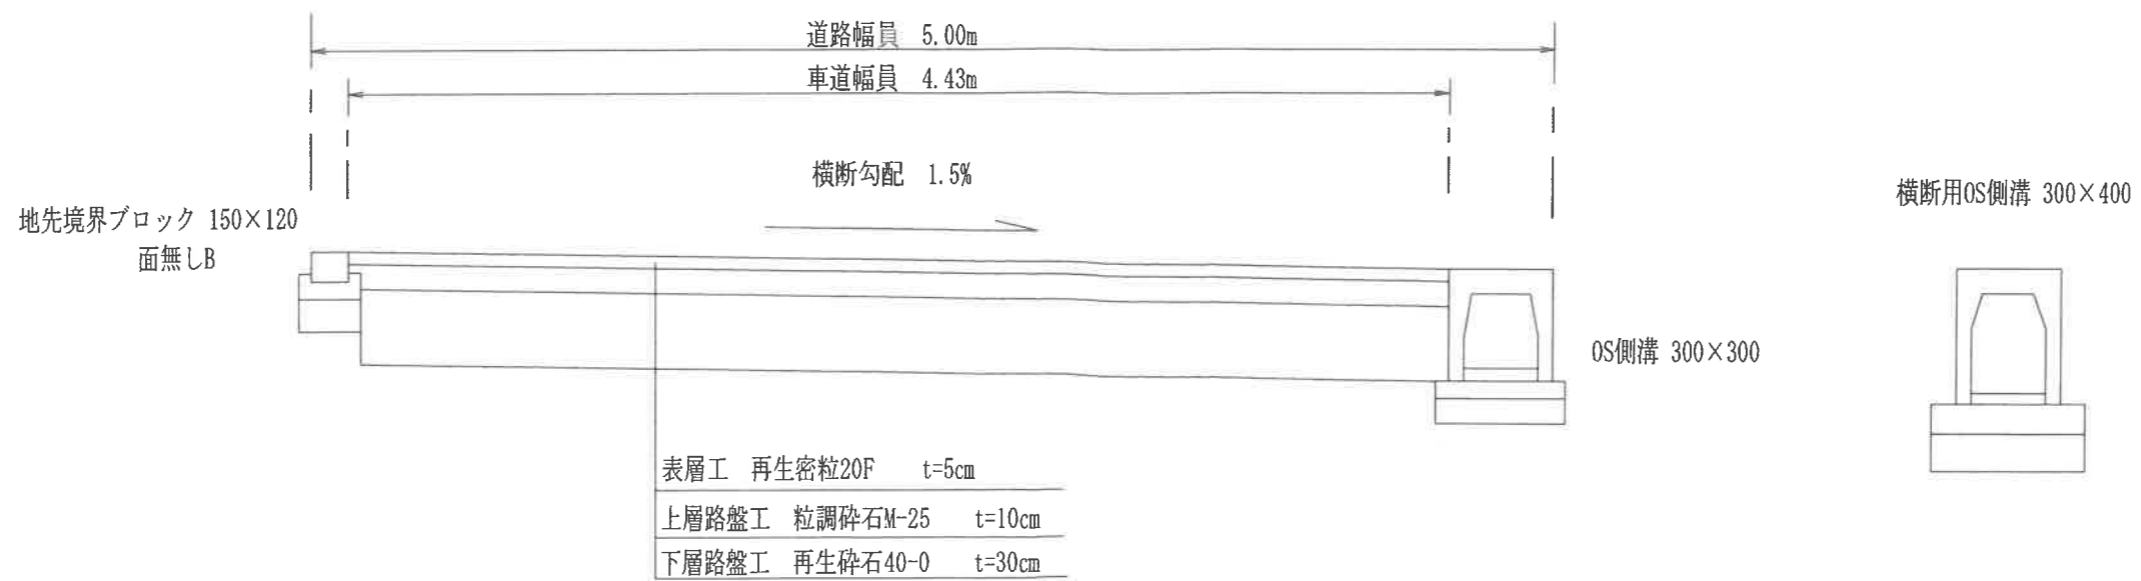 道路幅員 5.00m
車道幅員 4.43m
横断勾配 1.5%
地先境界ブロック 150×120
面無しB
横断用OS側溝 300×400
OS側溝 300×300
表層工 再生密粒20F t=5cm
上層路盤工 粒調砕石M-25 t=10cm
下層路盤工 再生砕石40-0 t=30cm